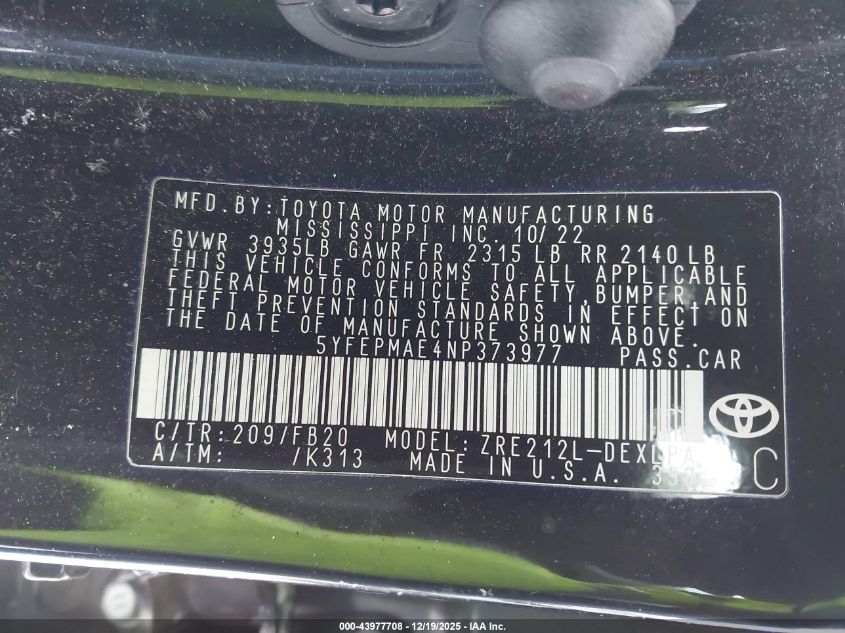 MFD.BY:TOYOTA MOTOR MANUFACTURING
MISSISSIPPI INC. 10/22
GVWR 3935LB GAWR FR 2315 LB RR 2140 LB
THIS VEHICLE CONFORMS TO ALL APPLICABLE
FEDERAL MOTOR VEHICLE SAFETY, BUMPER, AND
THEFT PREVENTION STANDARDS IN EFFECT ON
THE DATE OF MANUFACTURE SHOWN ABOVE.
5YFEPMAE4NP373977 PASS.CAR
C/TR:209/FB20 MODEL:
A/TM: /K313 MADE IN U.S.A. C
000-43977708 - 12/19/2025 - IAA Inc.